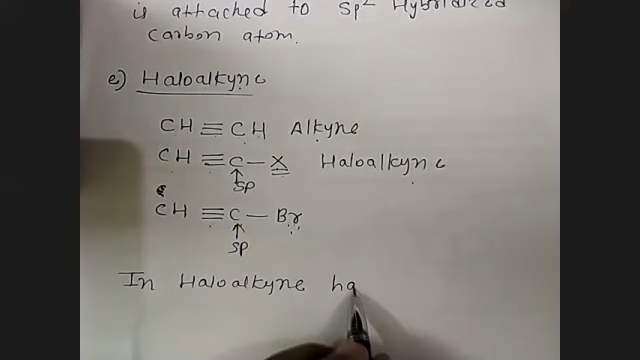 is attached to Sp² Hybridized
carbon atom.
e) Haloalkyne
CH ≡ CH Alkyne
CH ≡ C — X Haloalkyne
↑
SP
CH ≡ C — Br
↑
SP
In Haloalkyne ha